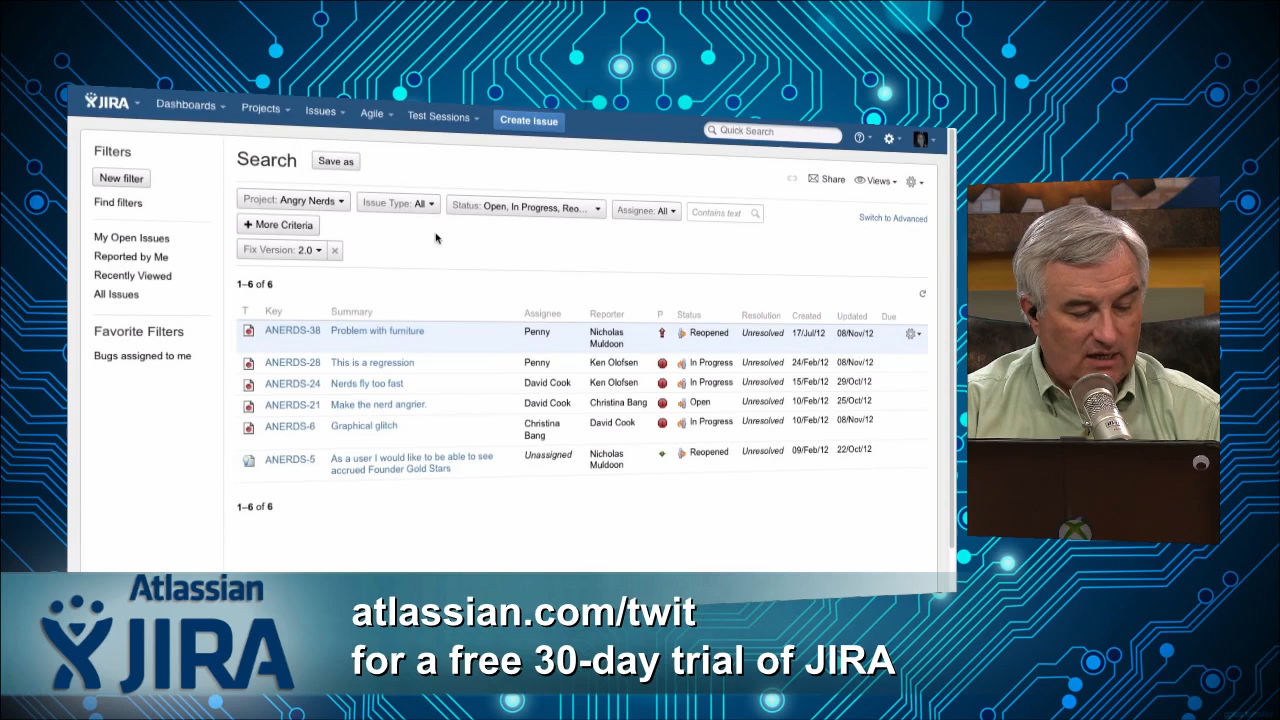 JIRA Dashboards Projects Issues Agile Test Sessions Create Issue Quick Search
Filters
New filter
Find filters
My Open Issues
Reported by Me
Recently Viewed
All Issues
Favorite Filters
Bugs assigned to me
Search Save as
Share Views
Project: Angry Nerds Issue Type: All Status: Open, In Progress, Reo... Assignee: All Contains text
Switch to Advanced
+ More Criteria
Fix Version: 2.0 ×
1–6 of 6
T Key Summary Assignee Reporter P Status Resolution Created Updated Due
ANERDS-38 Problem with furniture Penny Nicholas Muldoon Reopened Unresolved 17/Jul/12 08/Nov/12
ANERDS-28 This is a regression Penny Ken Olofsen In Progress Unresolved 24/Feb/12 08/Nov/12
ANERDS-24 Nerds fly too fast David Cook Ken Olofsen In Progress Unresolved 15/Feb/12 29/Oct/12
ANERDS-21 Make the nerd angrier. David Cook Christina Bang Open Unresolved 10/Feb/12 25/Oct/12
ANERDS-6 Graphical glitch Christina Bang David Cook In Progress Unresolved 10/Feb/12 08/Nov/12
ANERDS-5 As a user I would like to be able to see accrued Founder Gold Stars Unassigned Nicholas Muldoon Reopened Unresolved 09/Feb/12 22/Oct/12
1–6 of 6
Atlassian
JIRA
atlassian.com/twit
for a free 30-day trial of JIRA